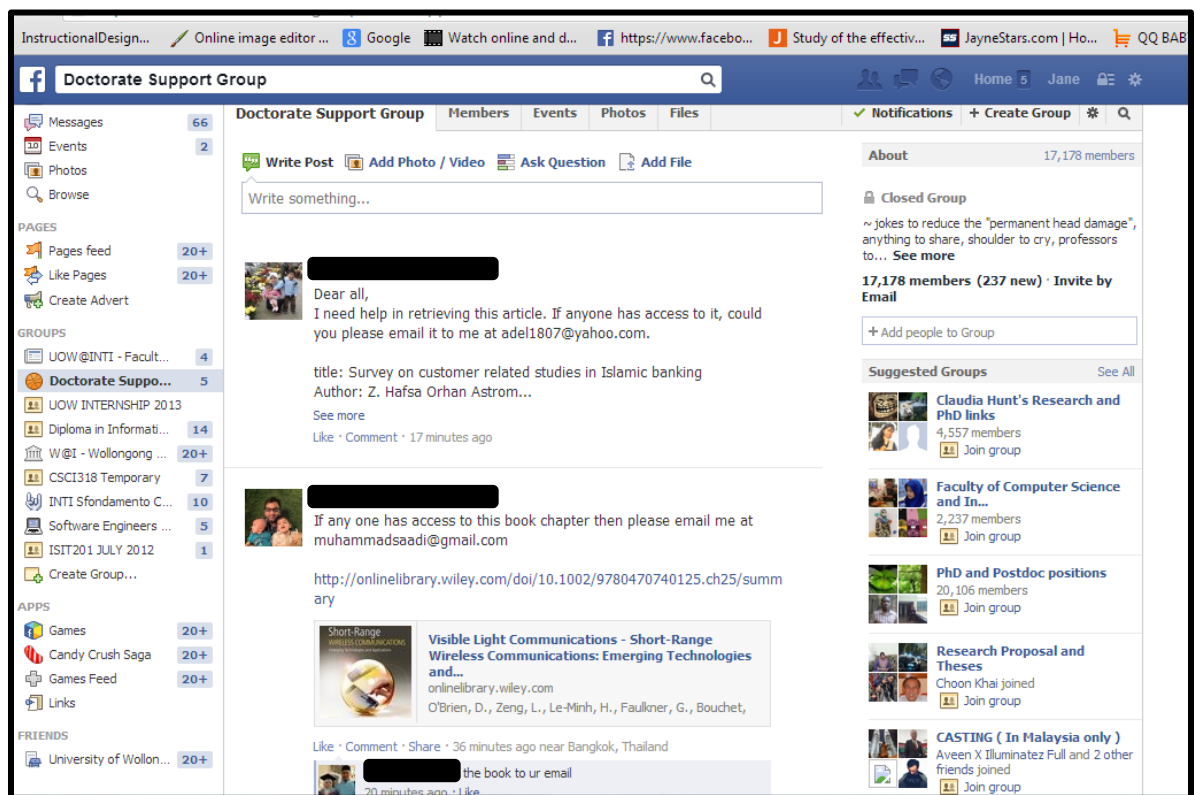 InstructionalDesign...
Online image editor ...
Google
Watch online and d...
https://www.facebo...
Study of the effectiv...
JayneStars.com | Ho...
QQ BAB
Doctorate Support Group
Home 5
Jane
Messages 66
Events 2
Photos
Browse
PAGES
Pages feed 20+
Like Pages 20+
Create Advert
GROUPS
UOW@INTI - Facult... 4
Doctorate Suppo... 5
UOW INTERNSHIP 2013
Diploma in Informati... 14
W@I - Wollongong ... 20+
CSCI318 Temporary 7
INTI Sfondamento C... 10
Software Engineers ... 5
ISIT201 JULY 2012 1
Create Group...
APPS
Games 20+
Candy Crush Saga 20+
Games Feed 20+
Links
FRIENDS
University of Wollon... 20+
Doctorate Support Group Members Events Photos Files
Write Post Add Photo / Video Ask Question Add File
Write something...
Dear all,
I need help in retrieving this article. If anyone has access to it, could
you please email it to me at adel1807@yahoo.com.
title: Survey on customer related studies in Islamic banking
Author: Z. Hafsa Orhan Astrom...
See more
Like · Comment · 17 minutes ago
If any one has access to this book chapter then please email me at
muhammadsaadi@gmail.com
http://onlinelibrary.wiley.com/doi/10.1002/9780470740125.ch25/summ
ary
Short-Range
WIRELESS COMMUNICATIONS
Visible Light Communications - Short-Range
Wireless Communications: Emerging Technologies
and...
onlinelibrary.wiley.com
O'Brien, D., Zeng, L., Le-Minh, H., Faulkner, G., Bouchet,
Like · Comment · Share · 36 minutes ago near Bangkok, Thailand
the book to ur email
20 minutes ago · Like
Notifications + Create Group
About 17,178 members
Closed Group
~ jokes to reduce the "permanent head damage",
anything to share, shoulder to cry, professors
to... See more
17,178 members (237 new) · Invite by
Email
+ Add people to Group
Suggested Groups See All
Claudia Hunt's Research and
PhD links
4,557 members
Join group
Faculty of Computer Science
and In...
2,237 members
Join group
PhD and Postdoc positions
20,106 members
Join group
Research Proposal and
Theses
Choon Khai joined
Join group
CASTING ( In Malaysia only )
Aveen X Illuminatez Full and 2 other
friends joined
Join group